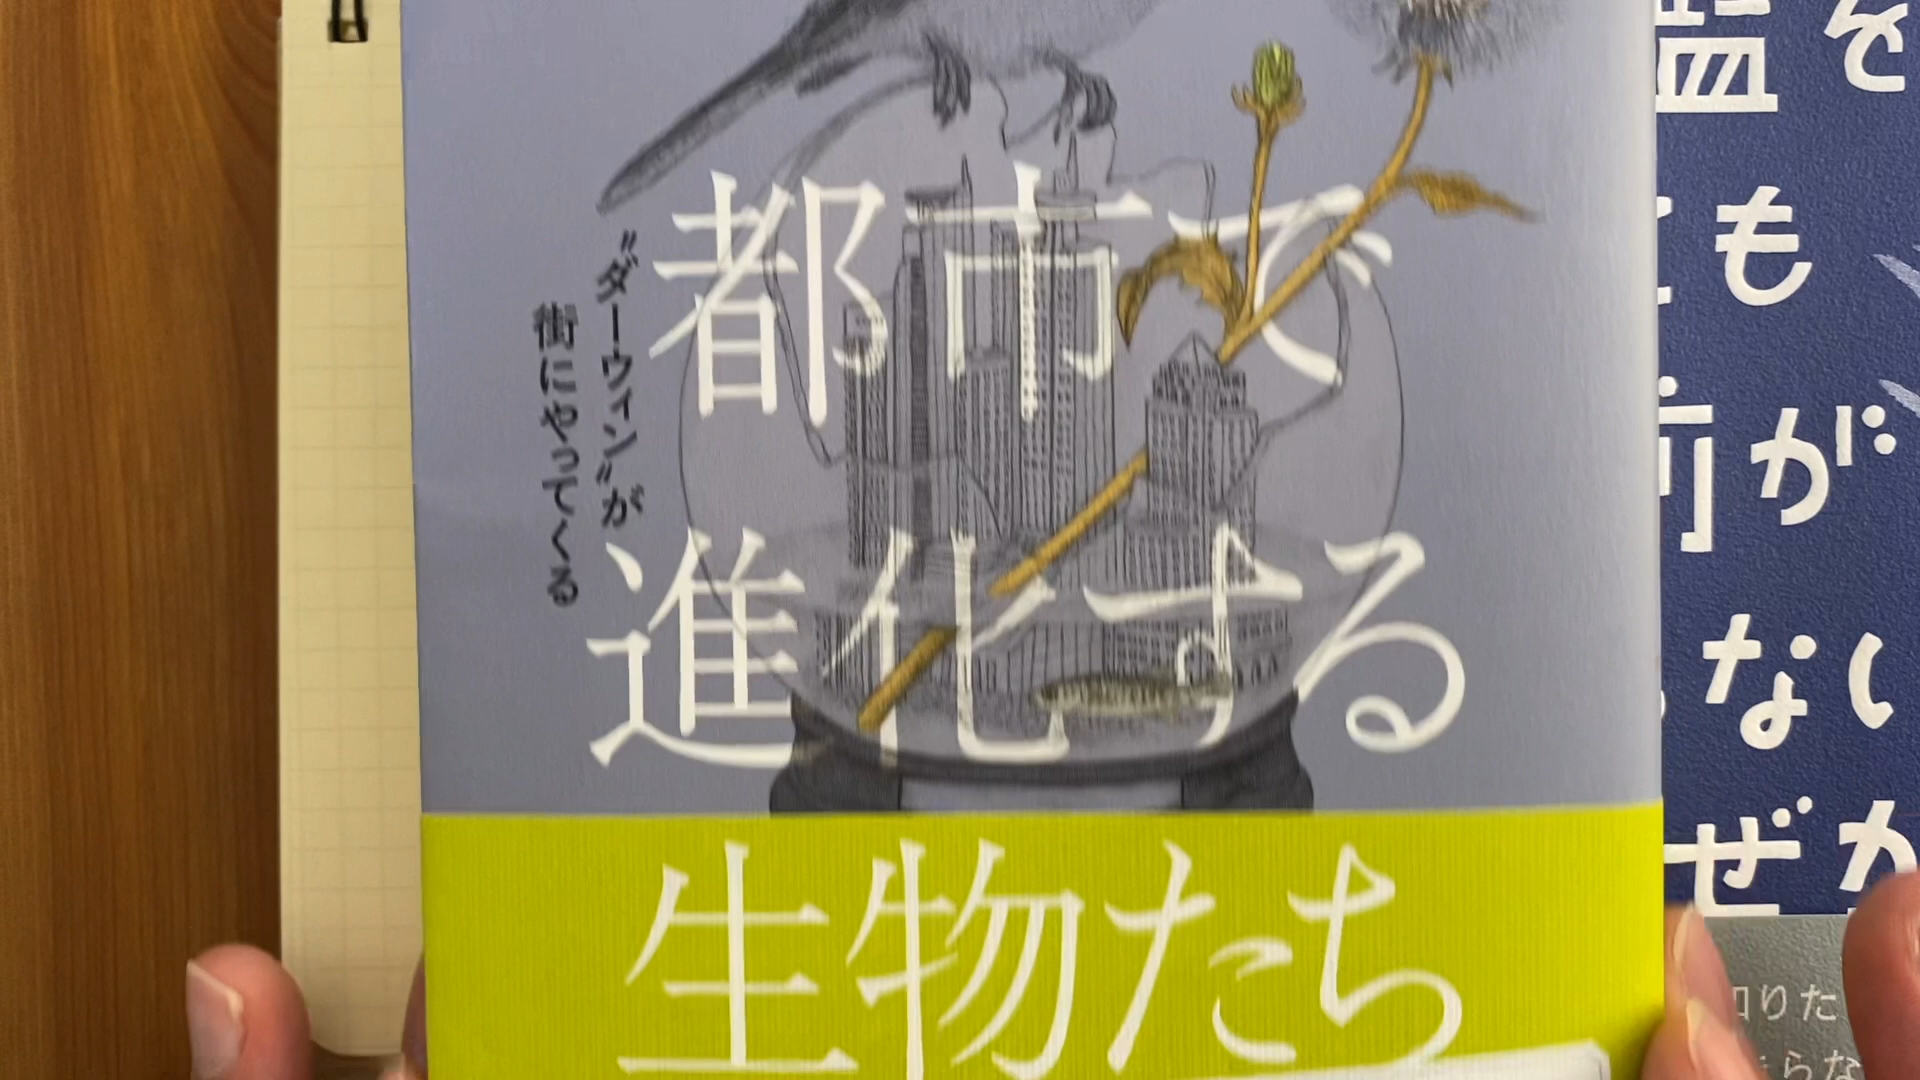 都市で
進化する
生物たち
〝ダーウィン〟が
街にやってくる
を
も
が
ない
ぜか
知りた
らな